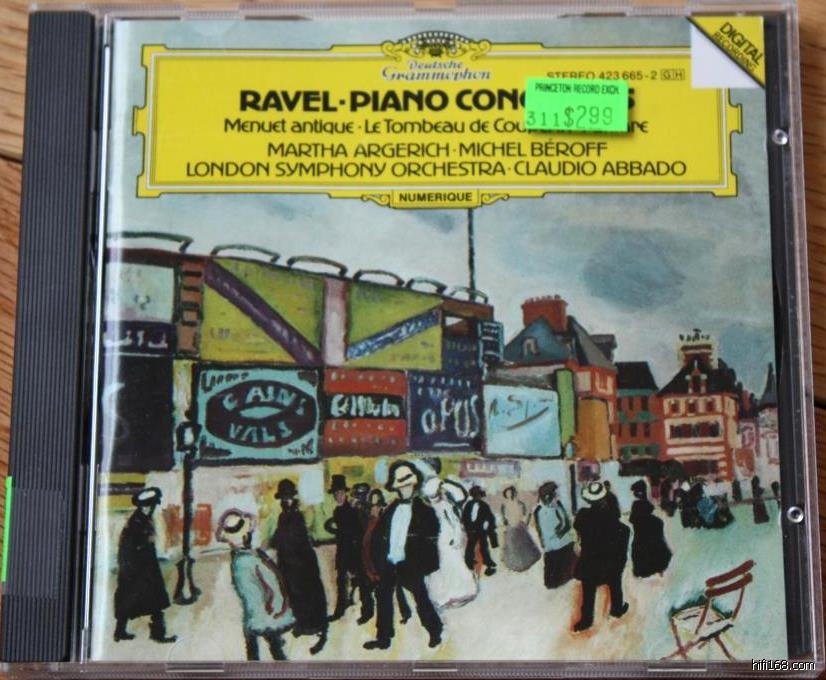 DIGITAL
RECORDING
Deutsche
Grammophon
STEREO 423 665-2 GH
PRINCETON RECORD EXCH.
311 $2.99
RAVEL·PIANO CONC
Menuet antique·Le Tombeau de Cou
MARTHA ARGERICH·MICHEL BÉROFF
LONDON SYMPHONY ORCHESTRA·CLAUDIO ABBADO
NUMERIQUE
VALS
OPUS
hifi168.com